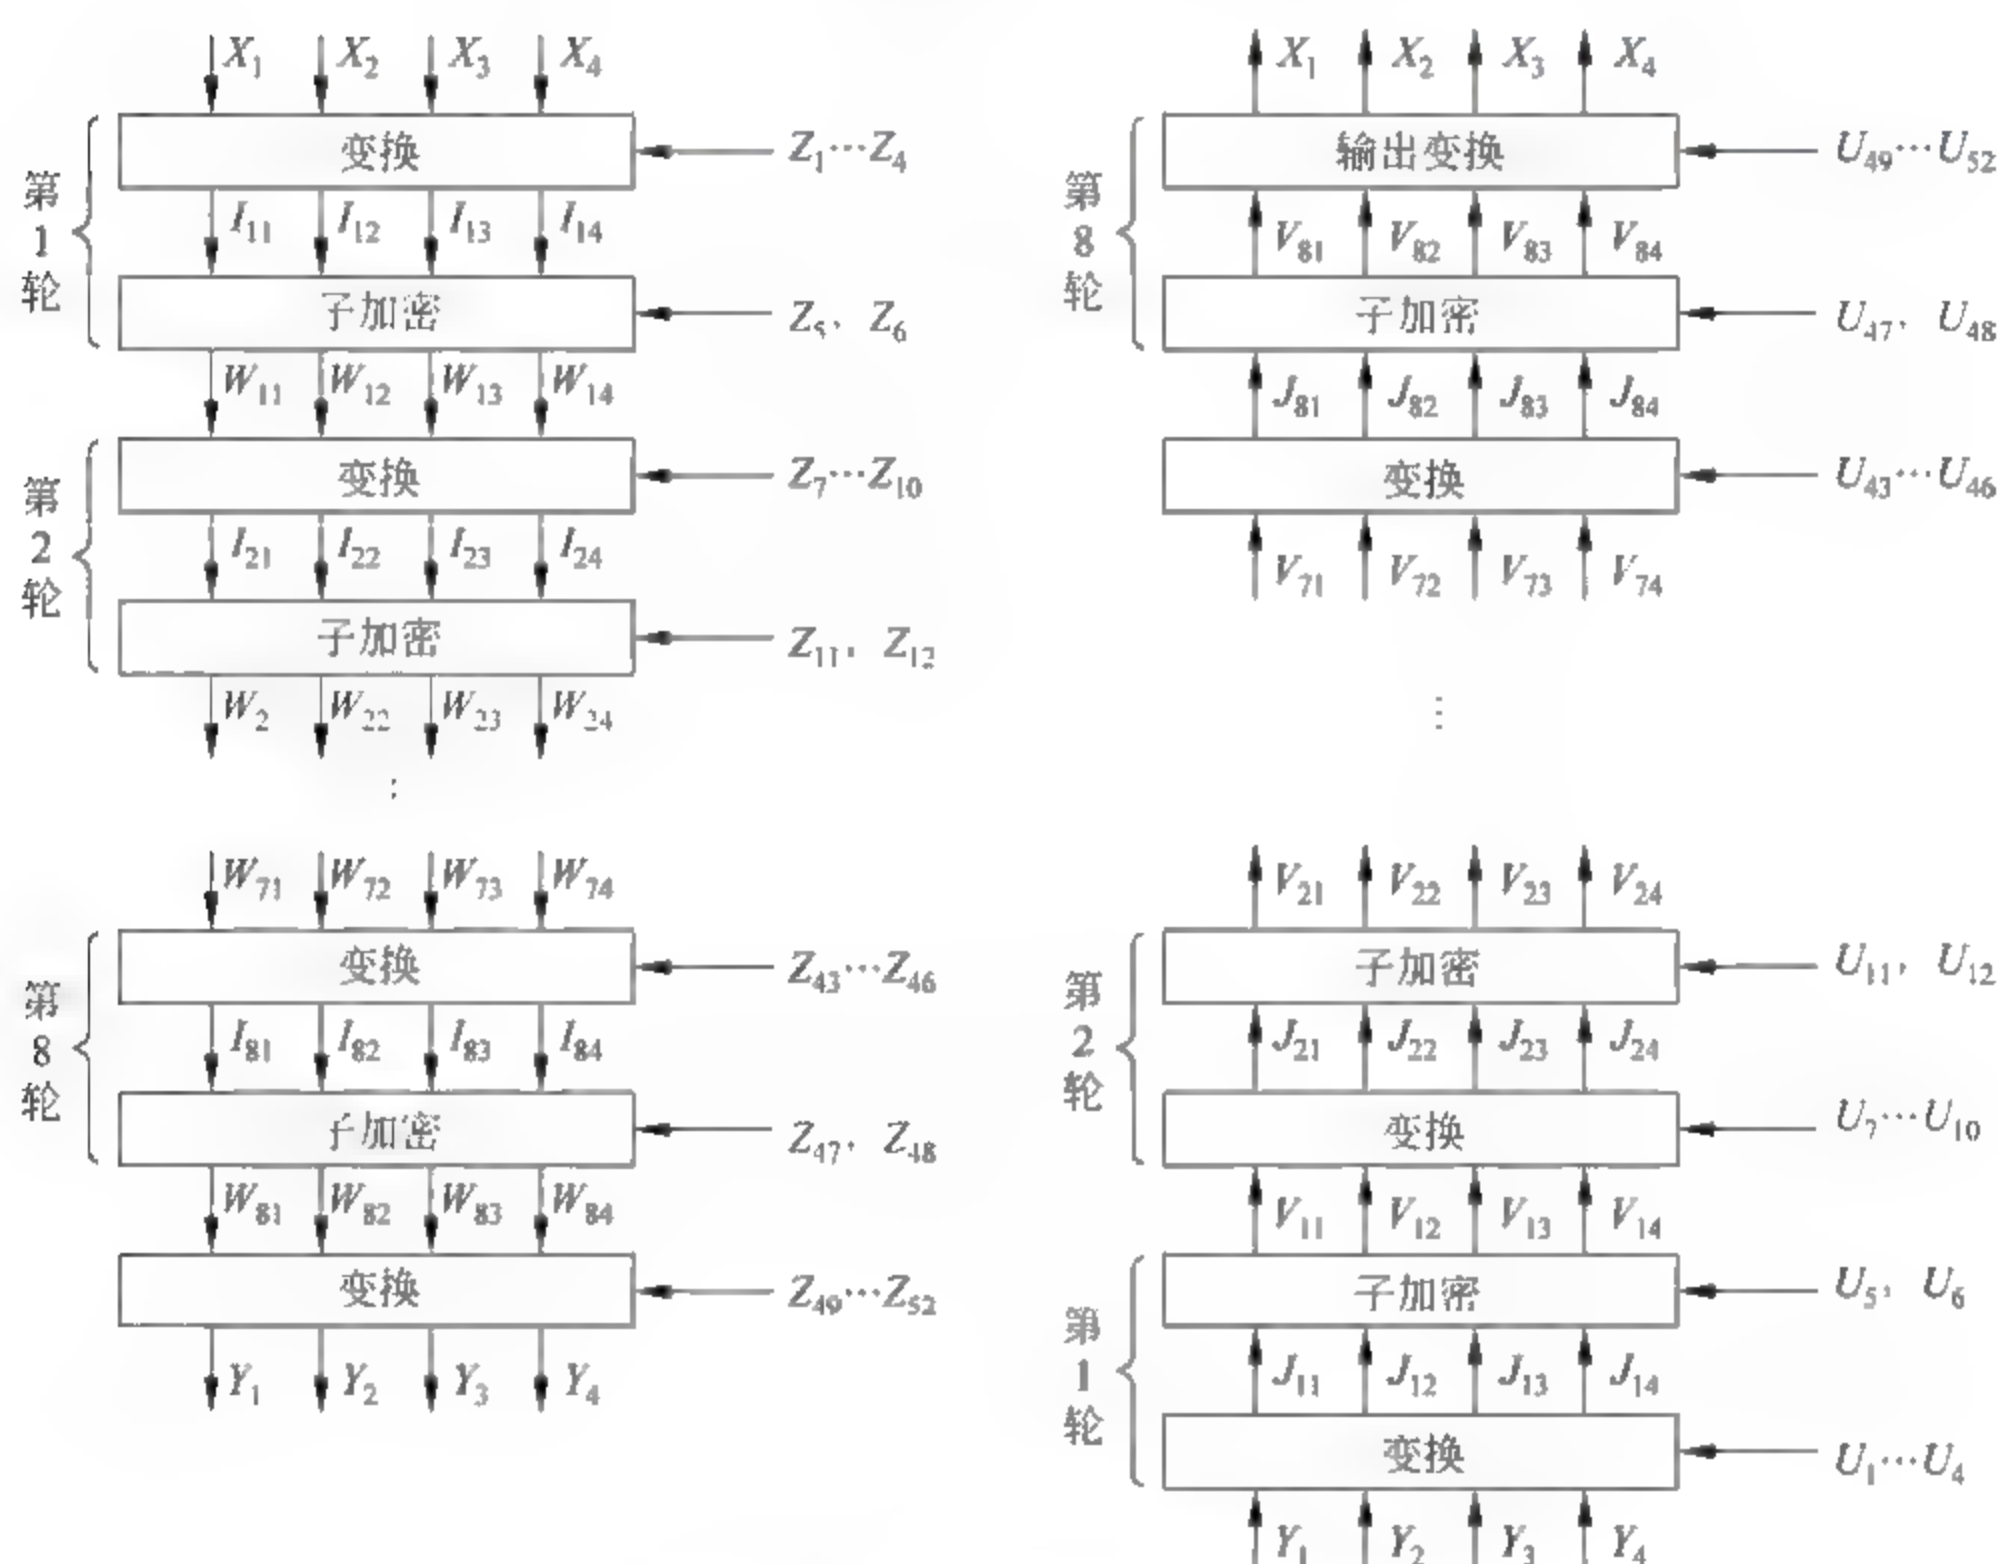 X₁ X₂ X₃ X₄
第1轮
变换
Z₁…Z₄
I₁₁ I₁₂ I₁₃ I₁₄
子加密
Z₅, Z₆
W₁₁ W₁₂ W₁₃ W₁₄
第2轮
变换
Z₇…Z₁₀
I₂₁ I₂₂ I₂₃ I₂₄
子加密
Z₁₁, Z₁₂
W₂ W₂₂ W₂₃ W₂₄
⋮
W₇₁ W₇₂ W₇₃ W₇₄
第8轮
变换
Z₄₃…Z₄₆
I₈₁ I₈₂ I₈₃ I₈₄
子加密
Z₄₇, Z₄₈
W₈₁ W₈₂ W₈₃ W₈₄
变换
Z₄₉…Z₅₂
Y₁ Y₂ Y₃ Y₄
X₁ X₂ X₃ X₄
第8轮
输出变换
U₄₉…U₅₂
V₈₁ V₈₂ V₈₃ V₈₄
子加密
U₄₇, U₄₈
J₈₁ J₈₂ J₈₃ J₈₄
变换
U₄₃…U₄₆
V₇₁ V₇₂ V₇₃ V₇₄
⋮
V₂₁ V₂₂ V₂₃ V₂₄
第2轮
子加密
U₁₁, U₁₂
J₂₁ J₂₂ J₂₃ J₂₄
变换
U₇…U₁₀
V₁₁ V₁₂ V₁₃ V₁₄
第1轮
子加密
U₅, U₆
J₁₁ J₁₂ J₁₃ J₁₄
变换
U₁…U₄
Y₁ Y₂ Y₃ Y₄